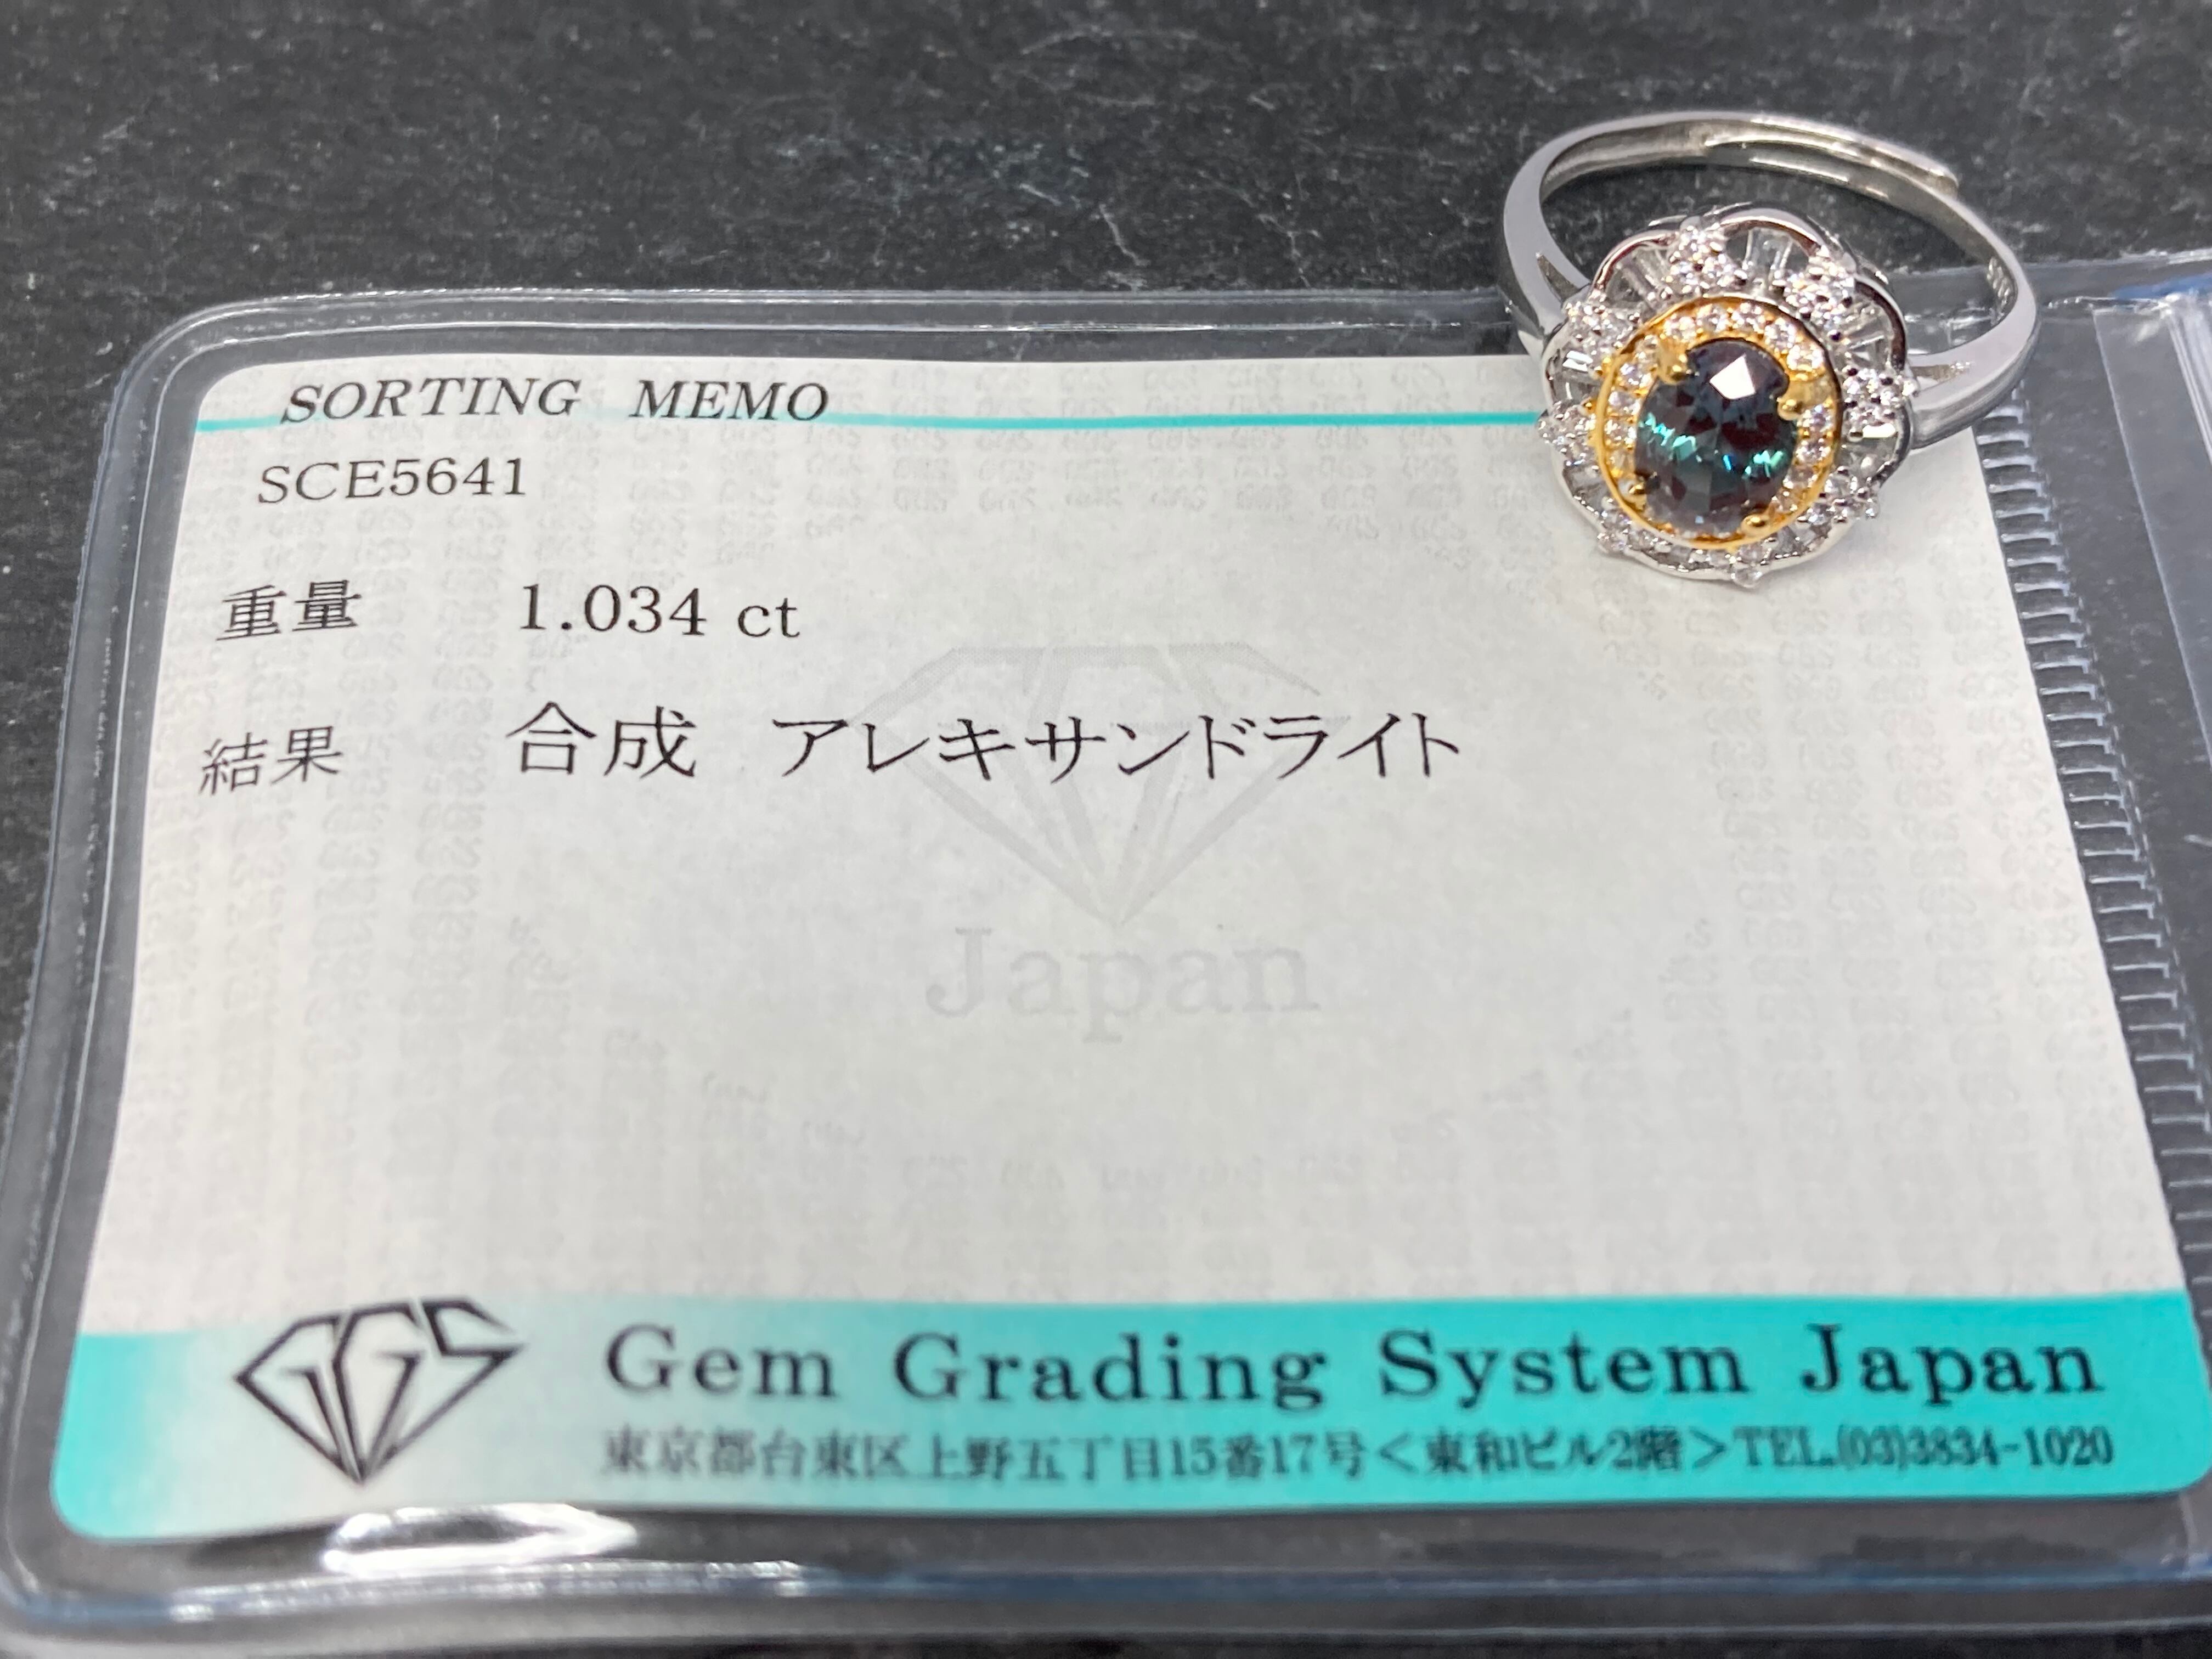 SORTING MEMO
SCE5641
重量 1.034 ct
結果 合成 アレキサンドライト
Japan
GGS
Gem Grading System Japan
東京都台東区上野五丁目15番17号<東和ビル2階>TEL.(03)3834-1020